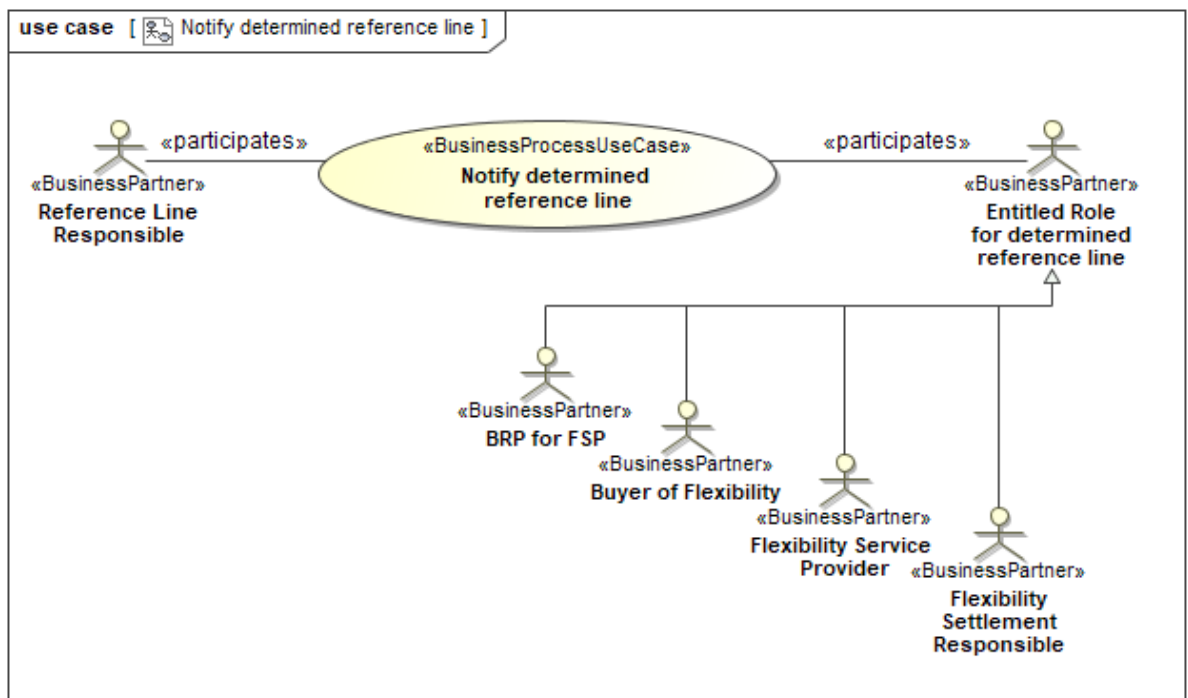 use case [ Notify determined reference line ]
«participates»
«participates»
«BusinessProcessUseCase»
Notify determined
reference line
«BusinessPartner»
Reference Line
Responsible
«BusinessPartner»
Entitled Role
for determined
reference line
«BusinessPartner»
BRP for FSP
«BusinessPartner»
Buyer of Flexibility
«BusinessPartner»
Flexibility Service
Provider
«BusinessPartner»
Flexibility
Settlement
Responsible